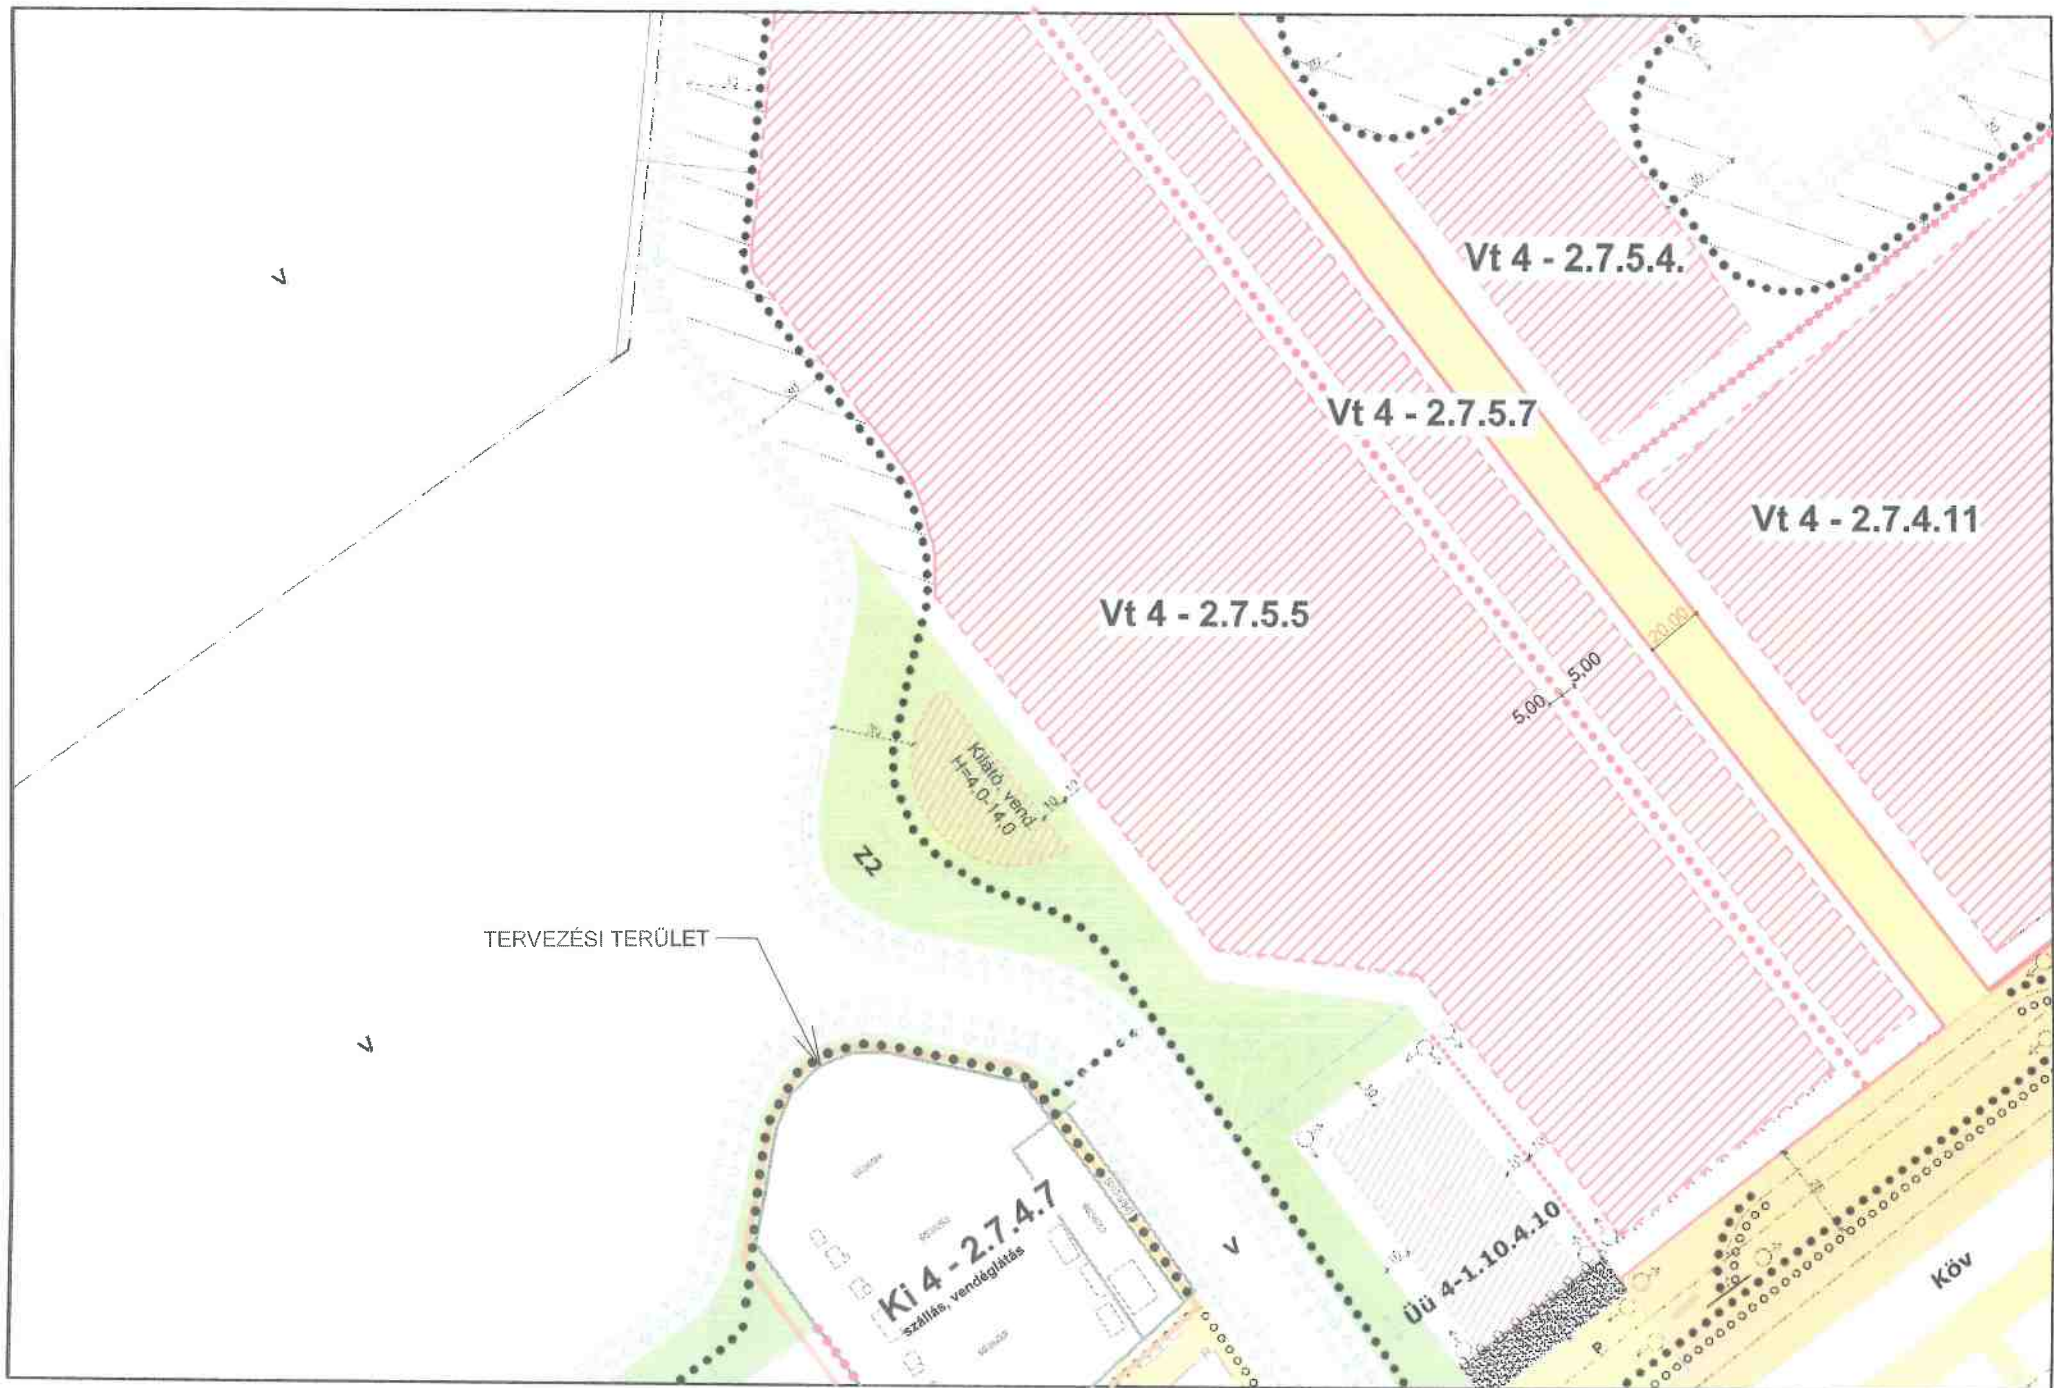 Vt 4 - 2.7.5.4.
Vt 4 - 2.7.5.7
Vt 4 - 2.7.4.11
Vt 4 - 2.7.5.5
20,00
5,00
5,00
Kilátó, vend.
H=4,0-14,0
10
10
Z2
TERVEZÉSI TERÜLET
V
V
V
Ki 4 - 2.7.4.7
szállás, vendéglátás
Üü 4-1.10.4.10
Köv
P